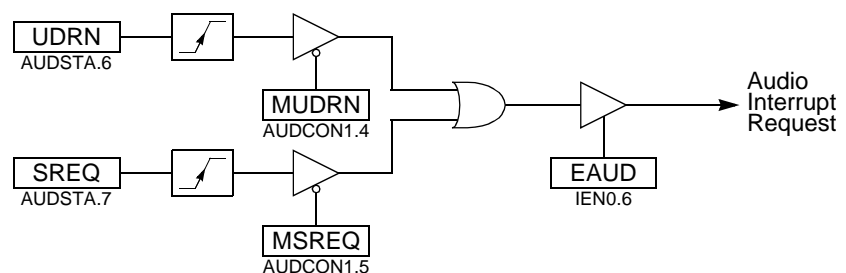 UDRN
AUDSTA.6
MUDRN
AUDCON1.4
SREQ
AUDSTA.7
MSREQ
AUDCON1.5
EAUD
IEN0.6
Audio
Interrupt
Request